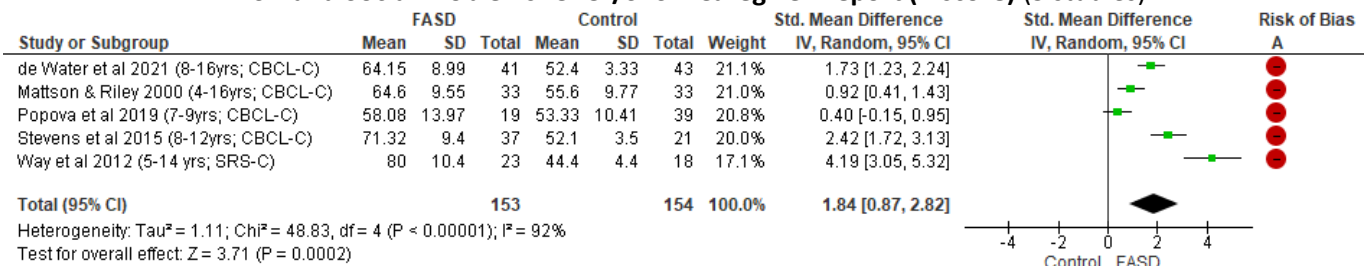 FASD Control Std. Mean Difference Std. Mean Difference Risk of Bias
Study or Subgroup Mean SD Total Mean SD Total Weight IV, Random, 95% CI IV, Random, 95% CI A
de Water et al 2021 (8-16yrs; CBCL-C) 64.15 8.99 41 52.4 3.33 43 21.1% 1.73 [1.23, 2.24]
Mattson & Riley 2000 (4-16yrs; CBCL-C) 64.6 9.55 33 55.6 9.77 33 21.0% 0.92 [0.41, 1.43]
Popova et al 2019 (7-9yrs; CBCL-C) 58.08 13.97 19 53.33 10.41 39 20.8% 0.40 [-0.15, 0.95]
Stevens et al 2015 (8-12yrs; CBCL-C) 71.32 9.4 37 52.1 3.5 21 20.0% 2.42 [1.72, 3.13]
Way et al 2012 (5-14 yrs; SRS-C) 80 10.4 23 44.4 4.4 18 17.1% 4.19 [3.05, 5.32]
Total (95% CI) 153 154 100.0% 1.84 [0.87, 2.82]
Heterogeneity: Tau² = 1.11; Chi² = 48.83, df = 4 (P < 0.00001); I² = 92%
Test for overall effect: Z = 3.71 (P = 0.0002)
-4 -2 0 2 4
Control FASD